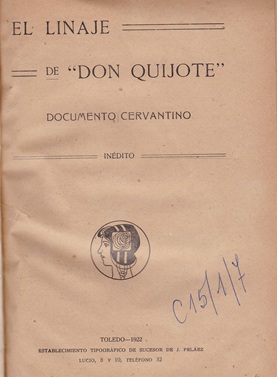 EL LINAJE
DE "DON QUIJOTE"
DOCUMENTO CERVANTINO
INÉDITO
C15/1/7
TOLEDO—1922
ESTABLECIMIENTO TIPOGRÁFICO DE SUCESOR DE J. PELÁEZ
LUCIO, 8 Y 10, TELÉFONO 32